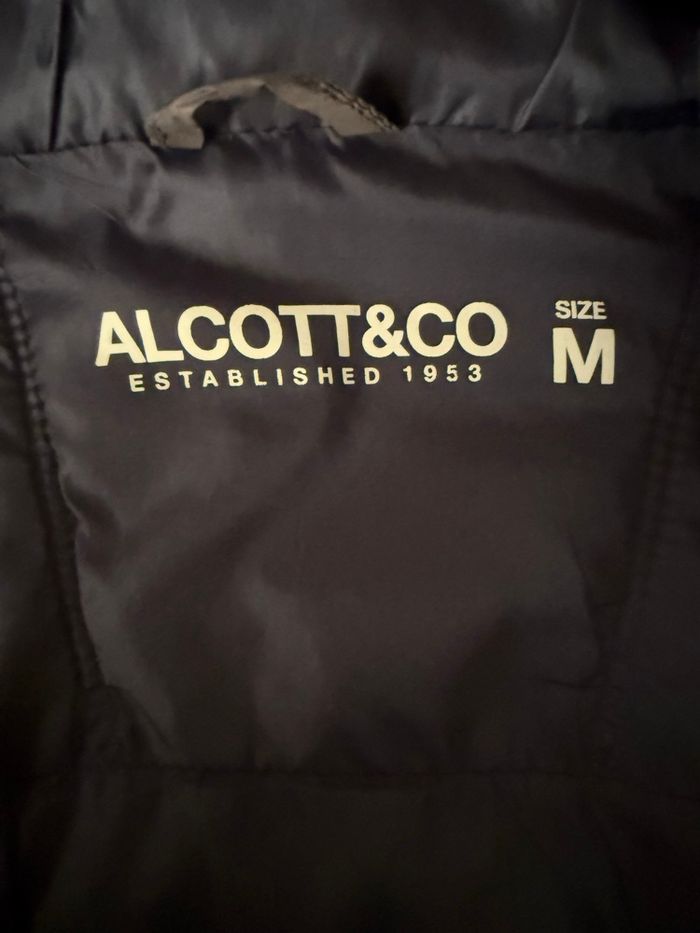 ALCOTT&CO
ESTABLISHED 1953
SIZE
M